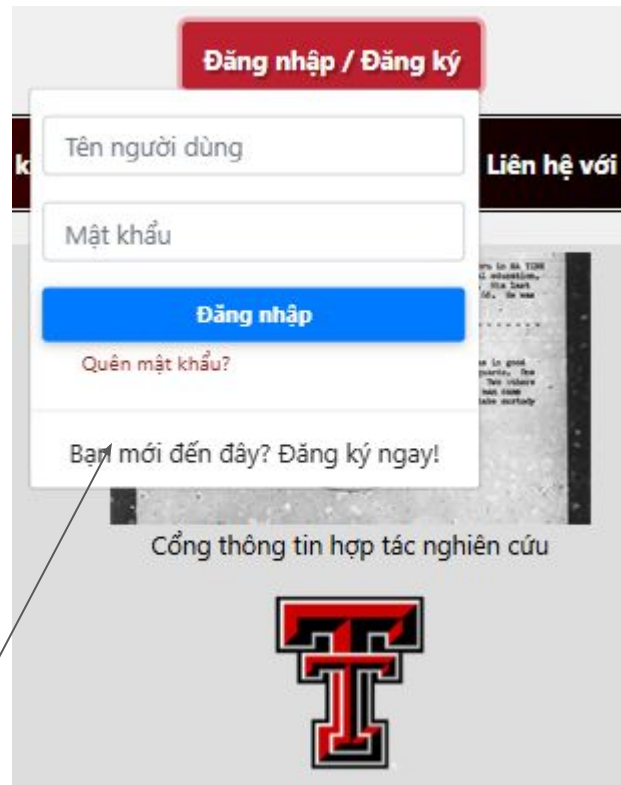 Đăng nhập / Đăng ký
Tên người dùng
k
Liên hệ với
Mật khẩu
Đăng nhập
Quên mật khẩu?
Bạn mới đến đây? Đăng ký ngay!
Cổng thông tin hợp tác nghiên cứu